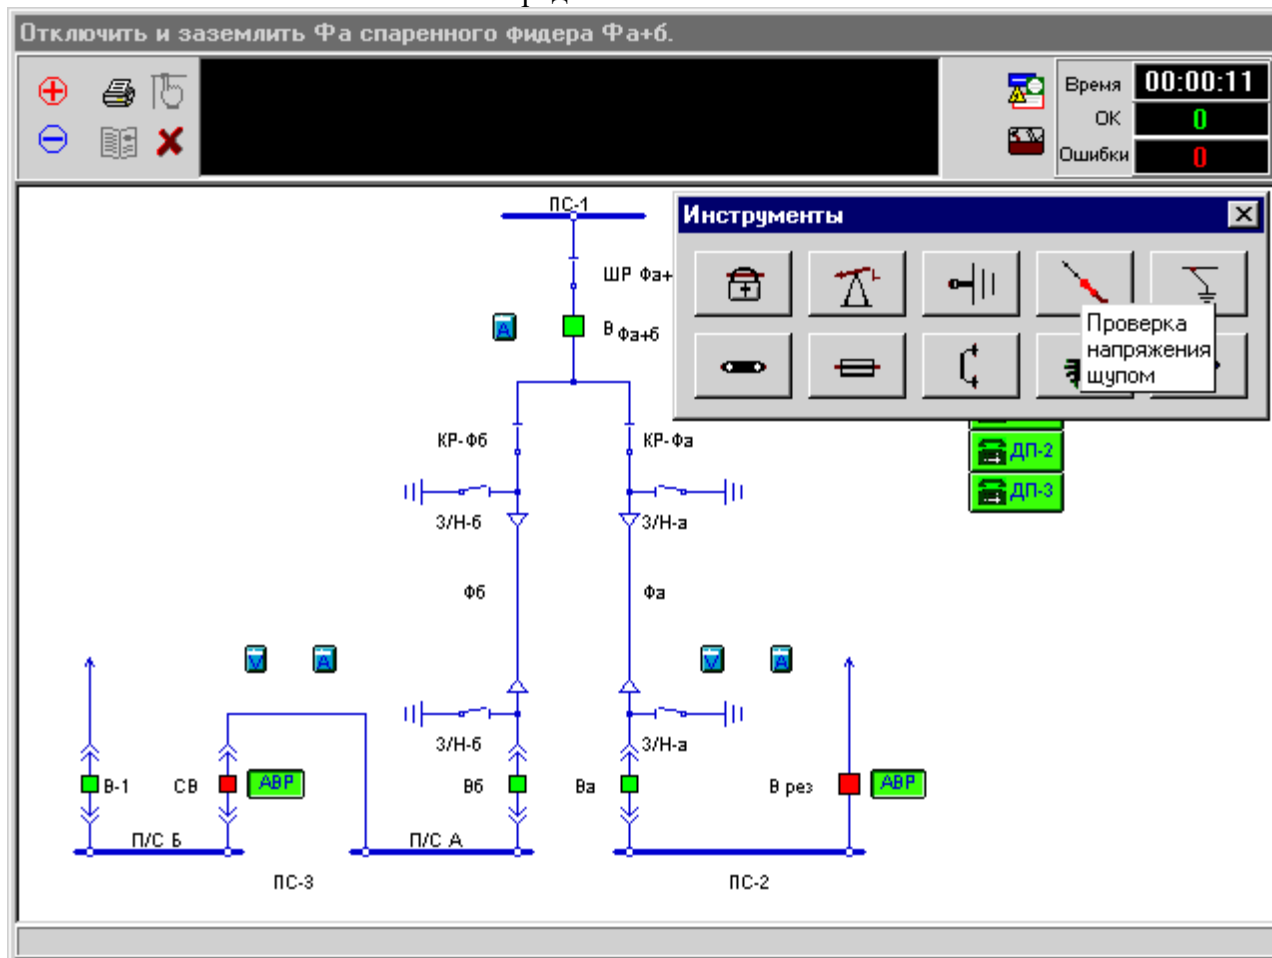 Отключить и заземлить Фа спаренного фидера Фа+б.
Время 00:00:11
ОК 0
Ошибки 0
ПС-1
Инструменты
ШР Фа+
A
В Фа+б
Проверка
напряжения
щупом
КР-Фб
КР-Фа
ДП-2
ДП-3
З/Н-б
З/Н-а
Фб
Фа
V
A
V
A
З/Н-б
З/Н-а
В-1
СВ
АВР
Вб
Ва
В рез
АВР
П/С Б
П/С А
ПС-3
ПС-2